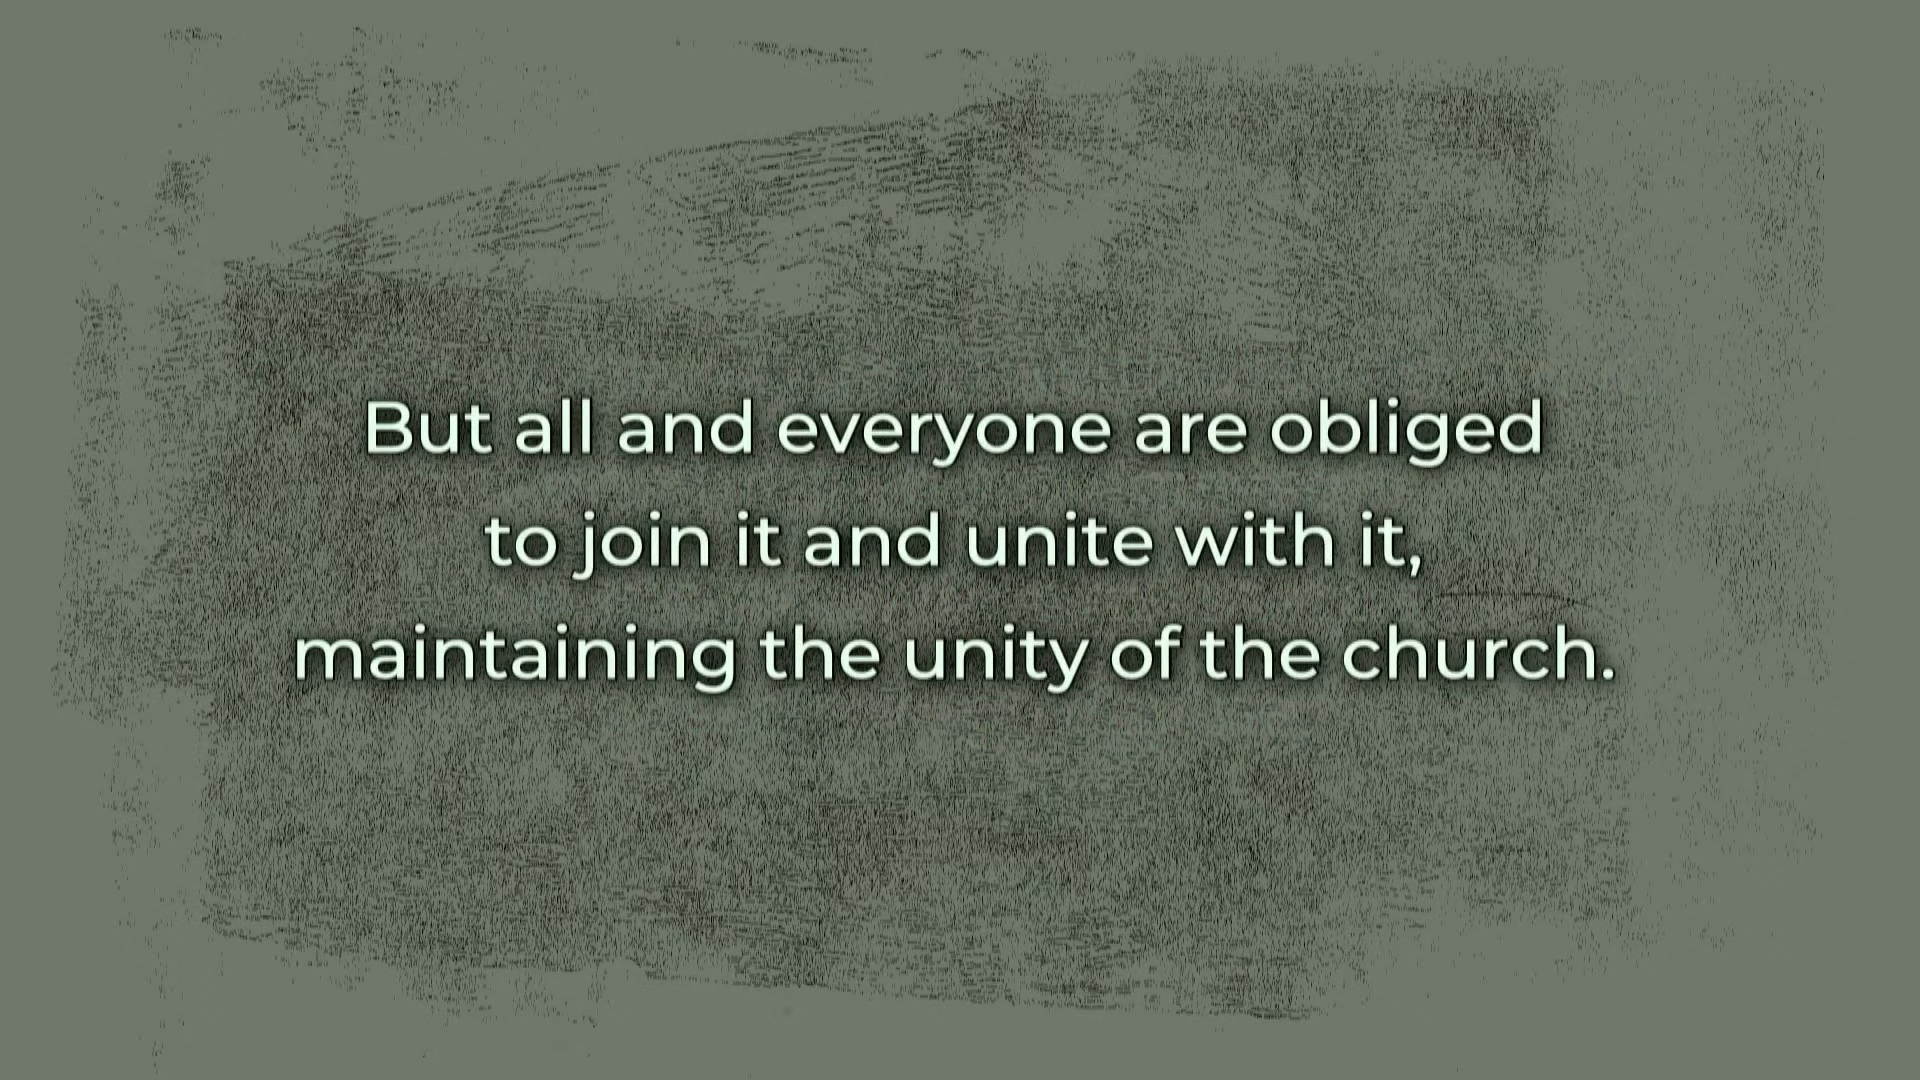 But all and everyone are obliged
to join it and unite with it,
maintaining the unity of the church.